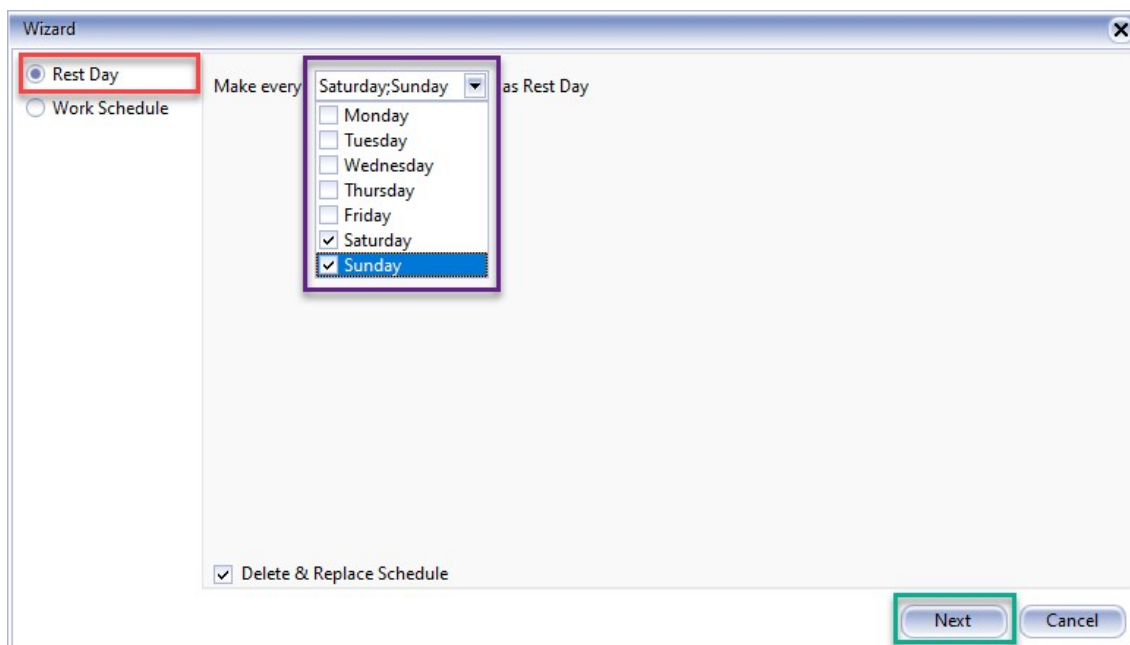 Wizard
Rest Day
Work Schedule
Make every Saturday;Sunday as Rest Day
Monday
Tuesday
Wednesday
Thursday
Friday
Saturday
Sunday
Delete & Replace Schedule
Next Cancel